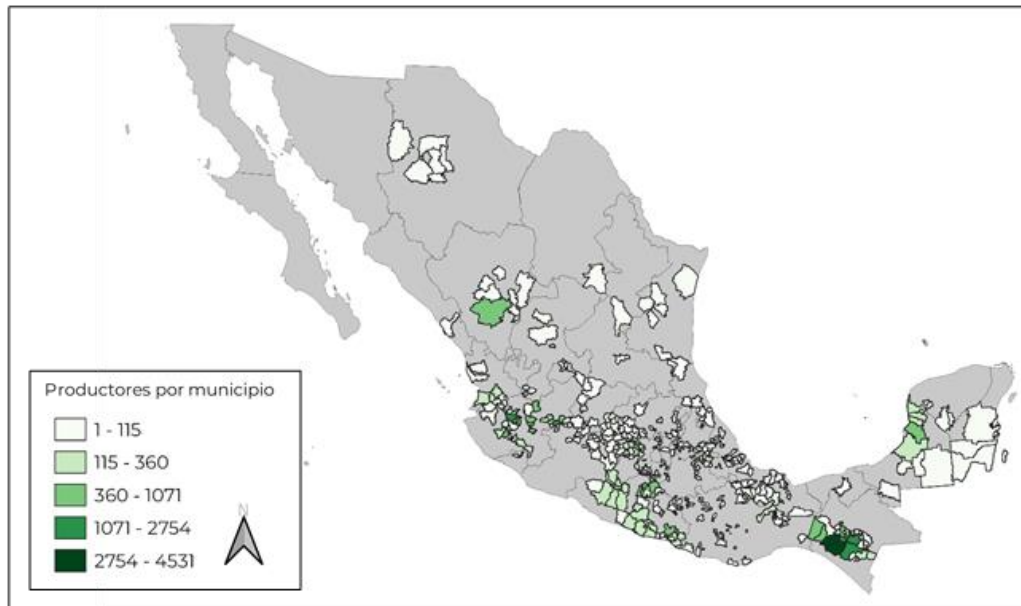 Productores por municipio
1 - 115
115 - 360
360 - 1071
1071 - 2754
2754 - 4531
N